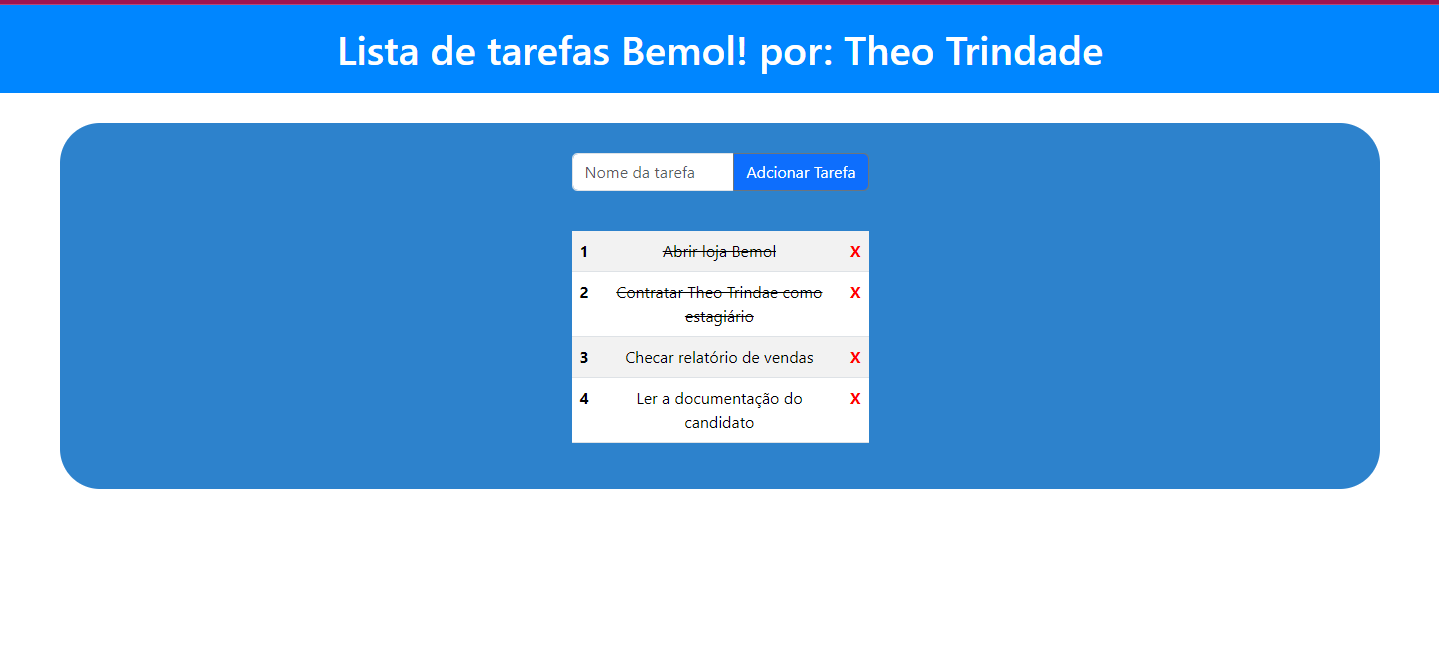 Lista de tarefas Bemol! por: Theo Trindade
Nome da tarefa
Adcionar Tarefa
1 Abrir loja Bemol X
2 Contratar Theo Trindae como X
estagiário
3 Checar relatório de vendas X
4 Ler a documentação do X
candidato